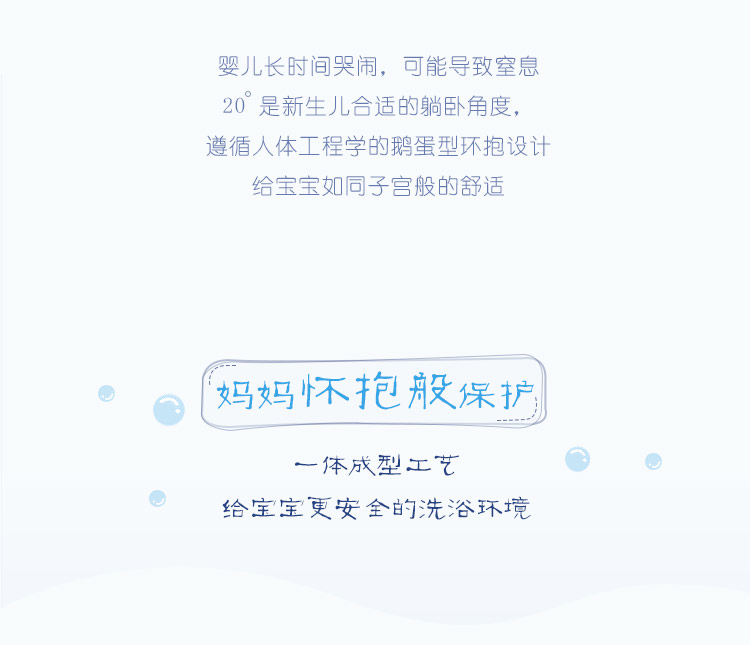 婴儿长时间哭闹，可能导致窒息
20°是新生儿合适的躺卧角度，
遵循人体工程学的鹅蛋型环抱设计
给宝宝如同子宫般的舒适
妈妈怀抱般保护
一体成型工艺
给宝宝更安全的洗浴环境